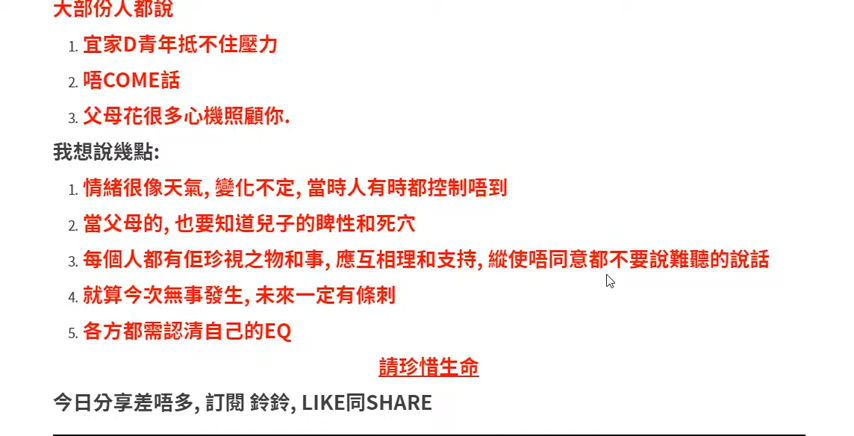 大部份人都說
1. 宜家D青年抵不住壓力
2. 唔COME話
3. 父母花很多心機照顧你.
我想說幾點:
1. 情緒很像天氣, 變化不定, 當時人有時都控制唔到
2. 當父母的, 也要知道兒子的睥性和死穴
3. 每個人都有佢珍視之物和事, 應互相理和支持, 縱使唔同意都不要說難聽的說話
4. 就算今次無事發生, 未來一定有條刺
5. 各方都需認清自己的EQ
請珍惜生命
今日分享差唔多, 訂閱 鈴鈴, LIKE同SHARE